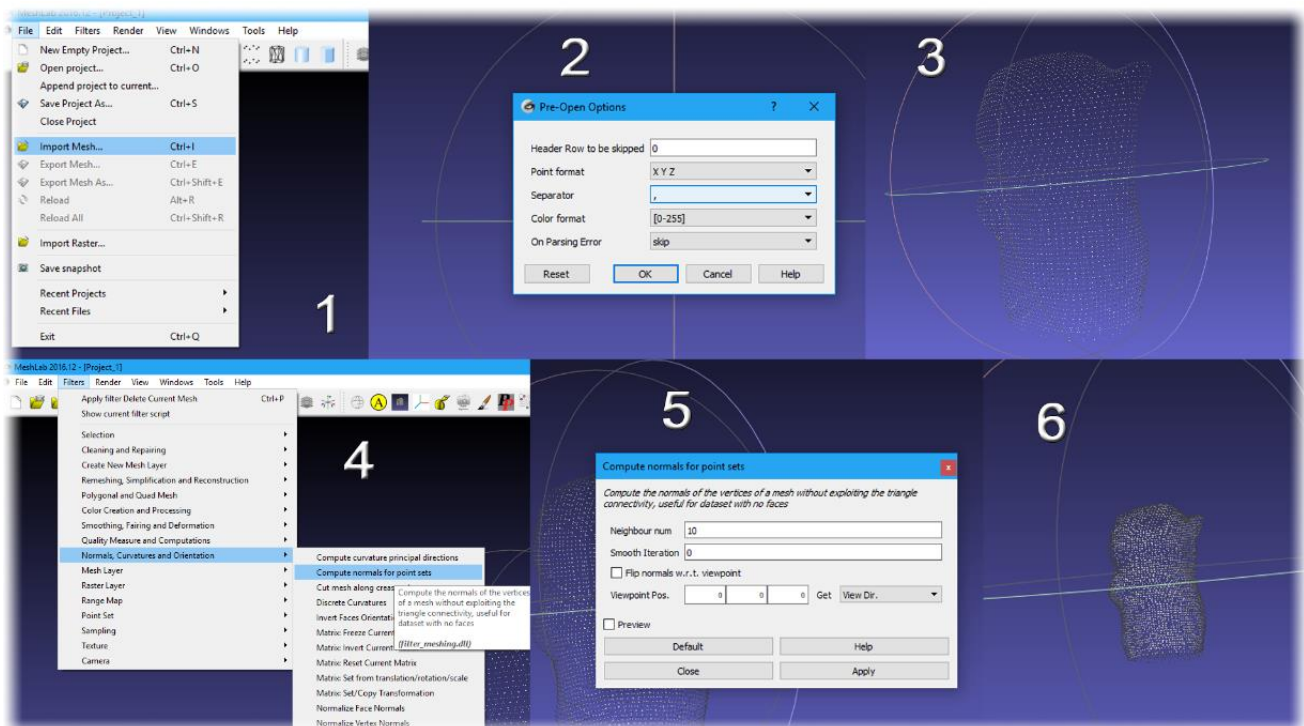 MeshLab 2016.12 - [Project_1]
File Edit Filters Render View Windows Tools Help
New Empty Project... Ctrl+N
Open project... Ctrl+O
Append project to current...
Save Project As... Ctrl+S
Close Project
Import Mesh... Ctrl+I
Export Mesh... Ctrl+E
Export Mesh As... Ctrl+Shift+E
Reload Alt+R
Reload All Ctrl+Shift+R
Import Raster...
Save snapshot
Recent Projects
Recent Files
Exit Ctrl+Q
1
2
Pre-Open Options ? X
Header Row to be skipped 0
Point format X Y Z
Separator ,
Color format [0-255]
On Parsing Error skip
Reset OK Cancel Help
3
MeshLab 2016.12 - [Project_1]
File Edit Filters Render View Windows Tools Help
Apply filter Delete Current Mesh Ctrl+P
Show current filter script
Selection
Cleaning and Repairing
Create New Mesh Layer
Remeshing, Simplification and Reconstruction
Polygonal and Quad Mesh
Color Creation and Processing
Smoothing, Fairing and Deformation
Quality Measure and Computations
Normals, Curvatures and Orientation
Mesh Layer
Raster Layer
Range Map
Point Set
Sampling
Texture
Camera
Compute curvature principal directions
Compute normals for point sets
Cut mesh along creas
Discrete Curvatures
Invert Faces Orientati
Matrix: Freeze Current
Matrix: Invert Current
Matrix: Reset Current Matrix
Matrix: Set from translation/rotation/scale
Matrix: Set/Copy Transformation
Normalize Face Normals
Normalize Vertex Normals
Compute the normals of the vertices
of a mesh without exploiting the
triangle connectivity, useful for
dataset with no faces
(filter_meshing.dll)
A
4
5
Compute normals for point sets x
Compute the normals of the vertices of a mesh without exploiting the triangle
connectivity, useful for dataset with no faces
Neighbour num 10
Smooth Iteration 0
Flip normals w.r.t. viewpoint
Viewpoint Pos. 0 0 0 Get View Dir.
Preview
Default Help
Close Apply
6